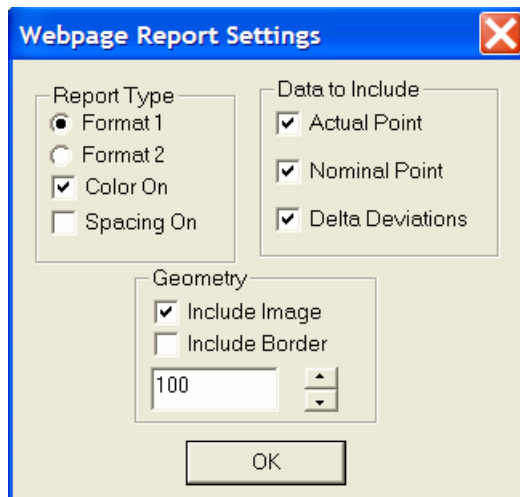 Webpage Report Settings
Report Type
Format 1
Format 2
Color On
Spacing On
Data to Include
Actual Point
Nominal Point
Delta Deviations
Geometry
Include Image
Include Border
100
OK